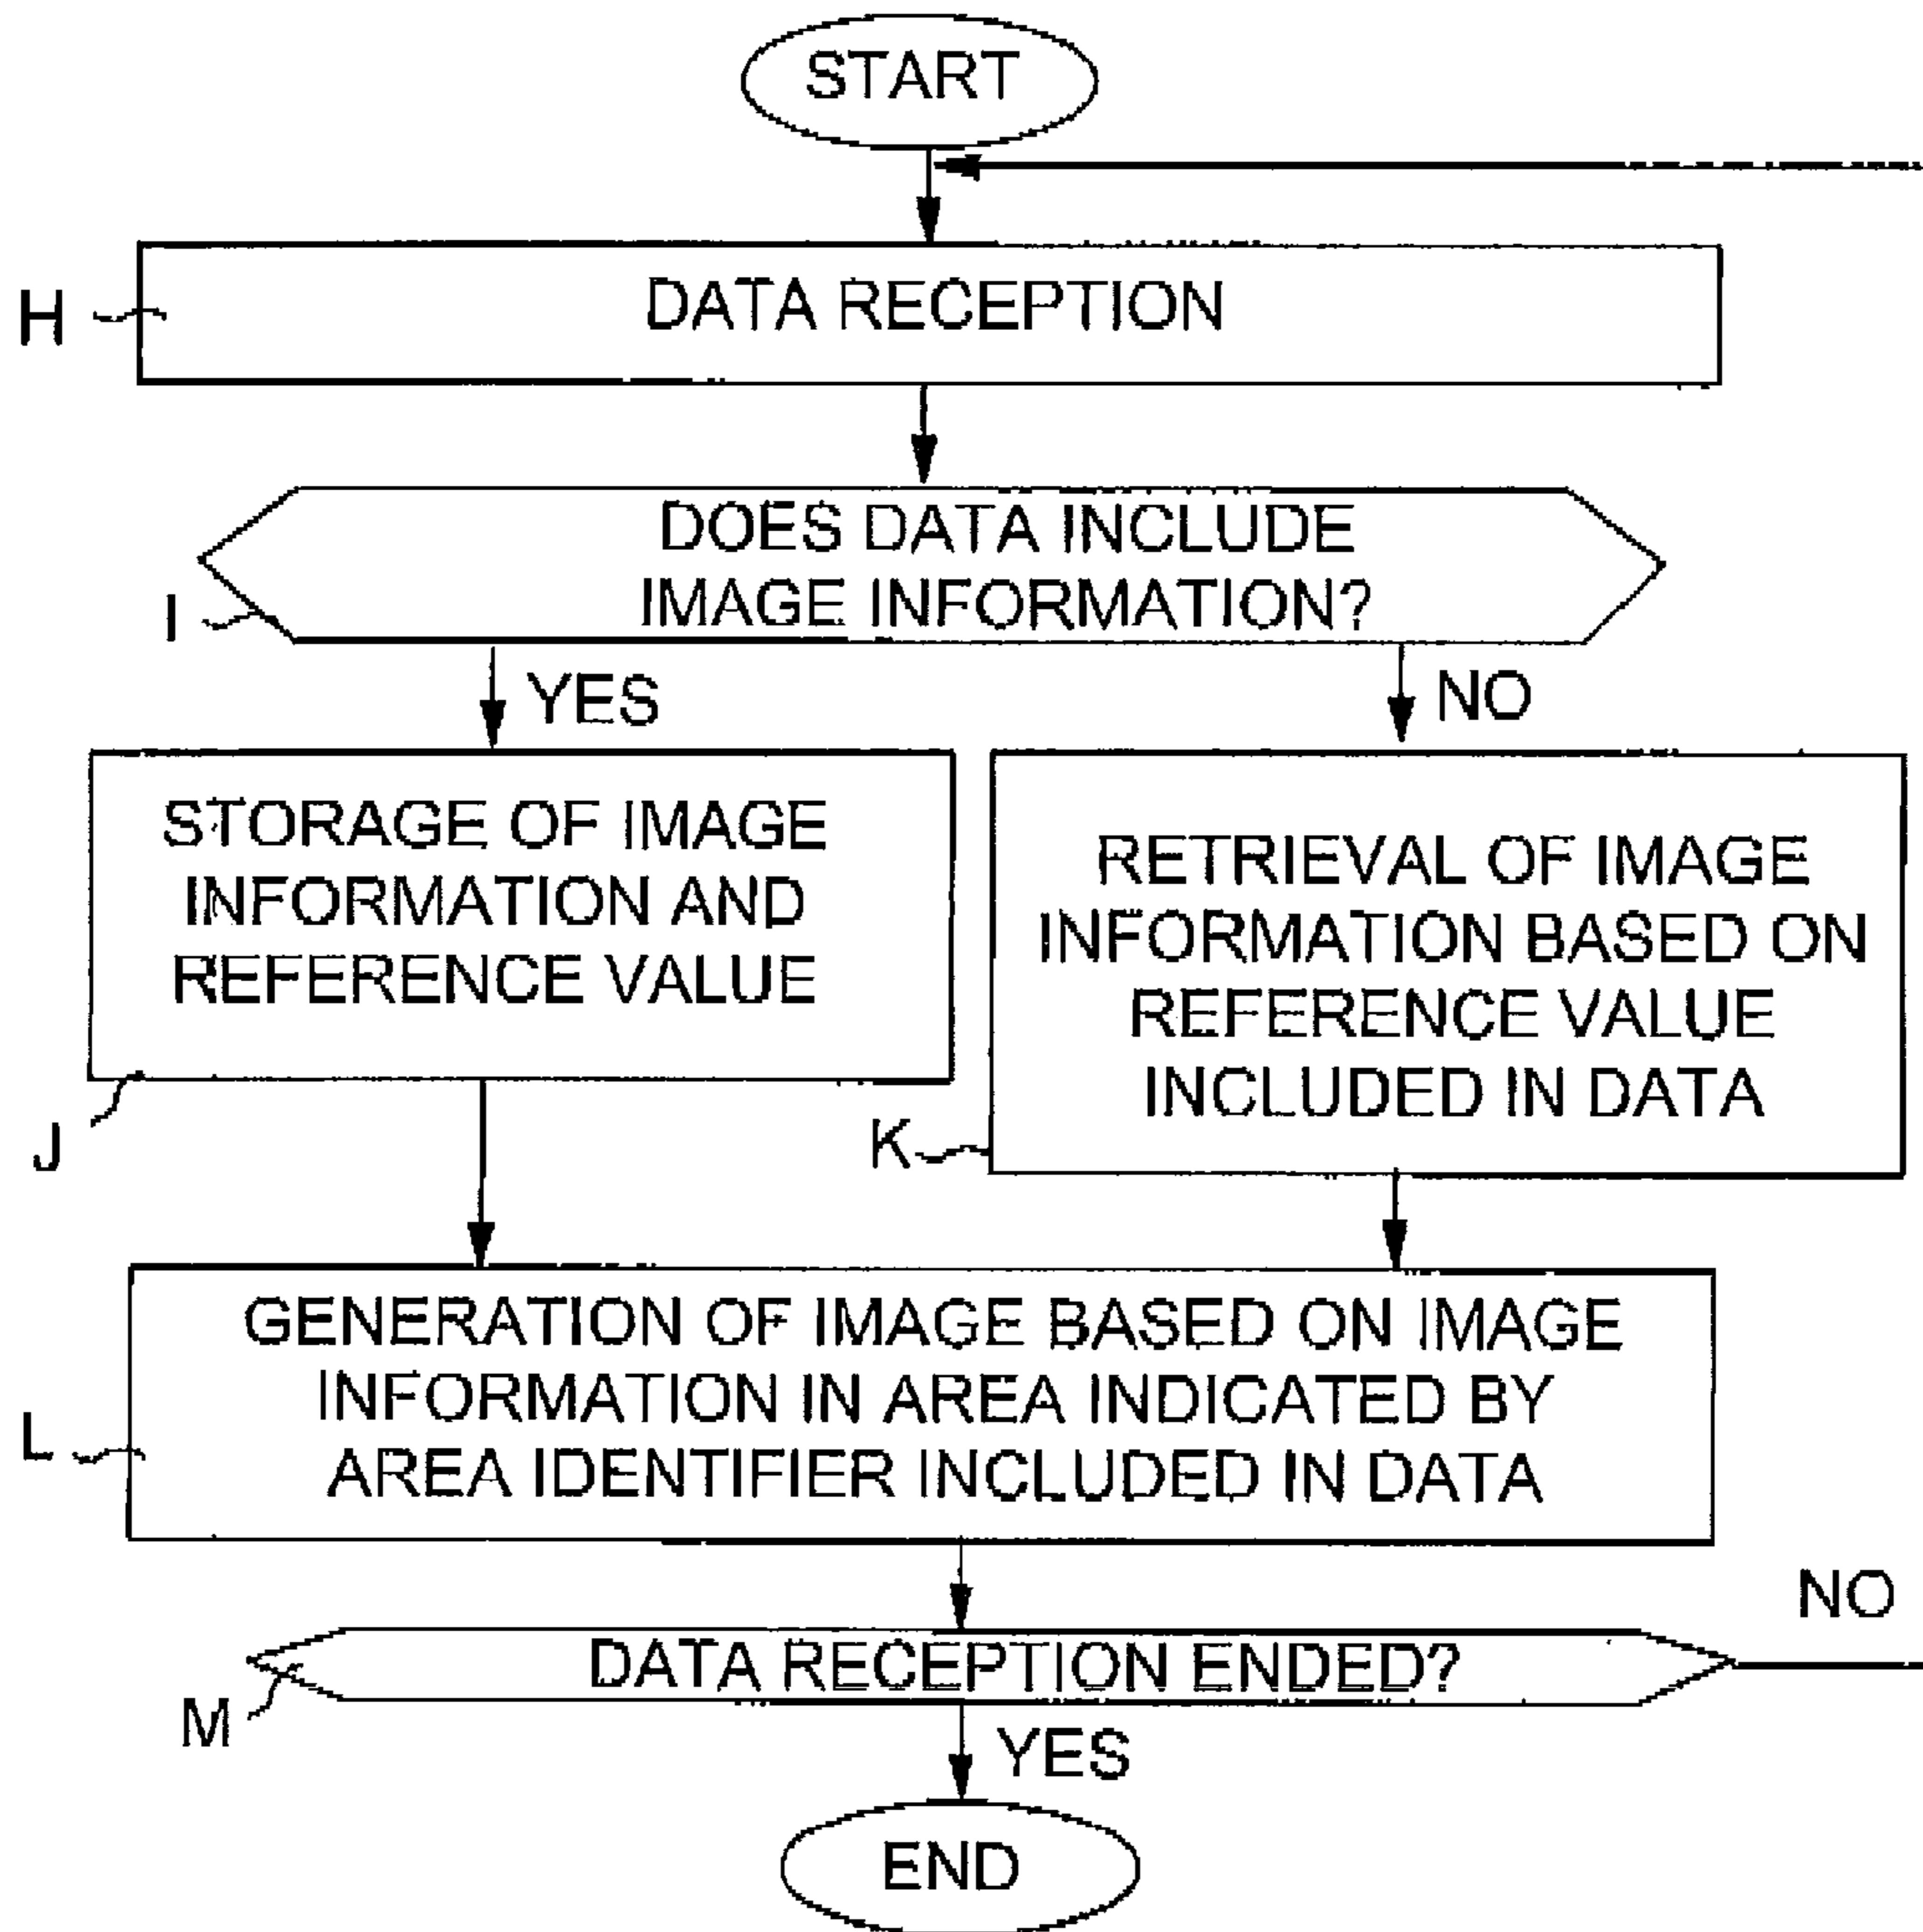 START
H
DATA RECEPTION
DOES DATA INCLUDE
IMAGE INFORMATION?
I
YES
NO
STORAGE OF IMAGE
INFORMATION AND
REFERENCE VALUE
J
RETRIEVAL OF IMAGE
INFORMATION BASED ON
REFERENCE VALUE
INCLUDED IN DATA
K
GENERATION OF IMAGE BASED ON IMAGE
INFORMATION IN AREA INDICATED BY
AREA IDENTIFIER INCLUDED IN DATA
L
NO
DATA RECEPTION ENDED?
M
YES
END